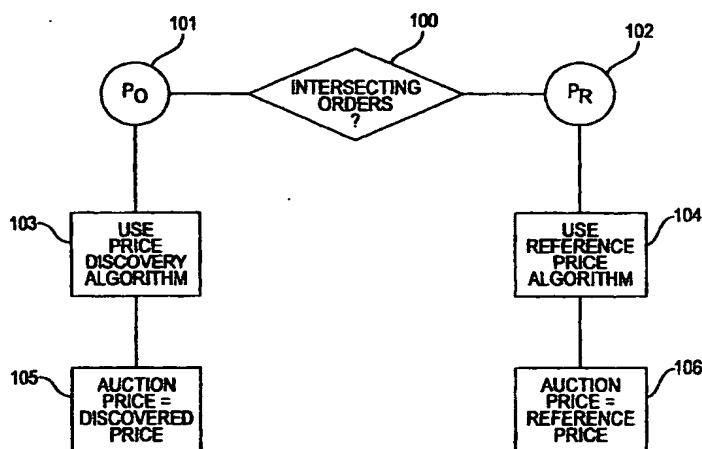 101
100
102
PO
INTERSECTING
ORDERS
?
PR
103
USE
PRICE
DISCOVERY
ALGORITHM
USE
REFERENCE
PRICE
ALGORITHM
104
105
AUCTION
PRICE =
DISCOVERED
PRICE
AUCTION
PRICE =
REFERENCE
PRICE
106